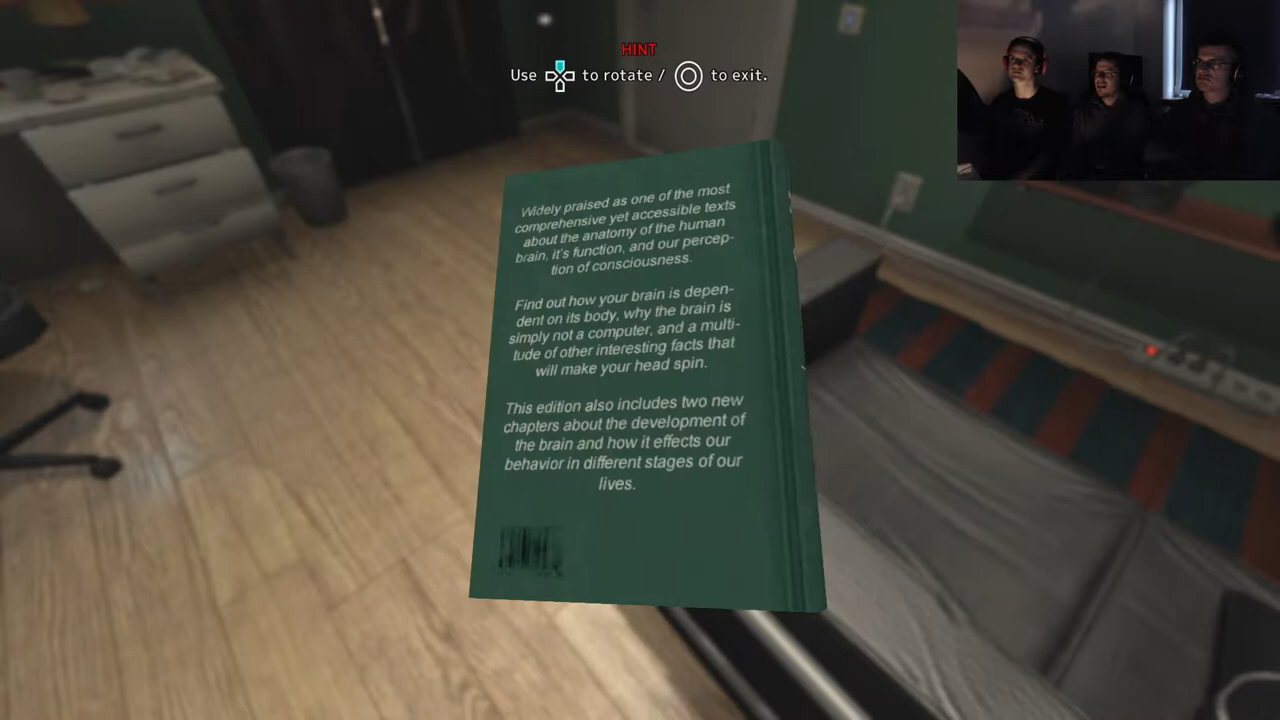 HINT
Use to rotate / to exit.
Widely praised as one of the most
comprehensive yet accessible texts
about the anatomy of the human
brain, it's function, and our percep-
tion of consciousness.
Find out how your brain is depen-
dent on its body, why the brain is
simply not a computer, and a multi-
tude of other interesting facts that
will make your head spin.
This edition also includes two new
chapters about the development of
the brain and how it effects our
behavior in different stages of our
lives.